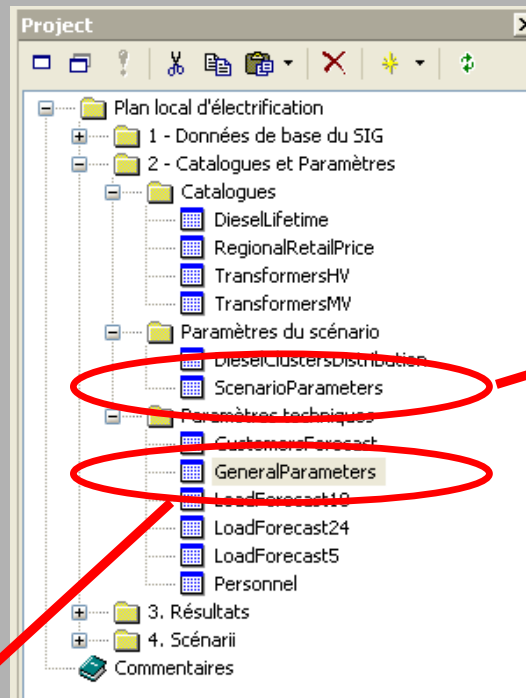 Project
Plan local d'électrification
1 - Données de base du SIG
2 - Catalogues et Paramètres
Catalogues
DieselLifetime
RegionalRetailPrice
TransformersHV
TransformersMV
Paramètres du scénario
DieselClustersDistribution
ScenarioParameters
Paramètres techniques
CustomersForecast
GeneralParameters
LoadForecast18
LoadForecast24
LoadForecast5
Personnel
3. Résultats
4. Scénarii
Commentaires